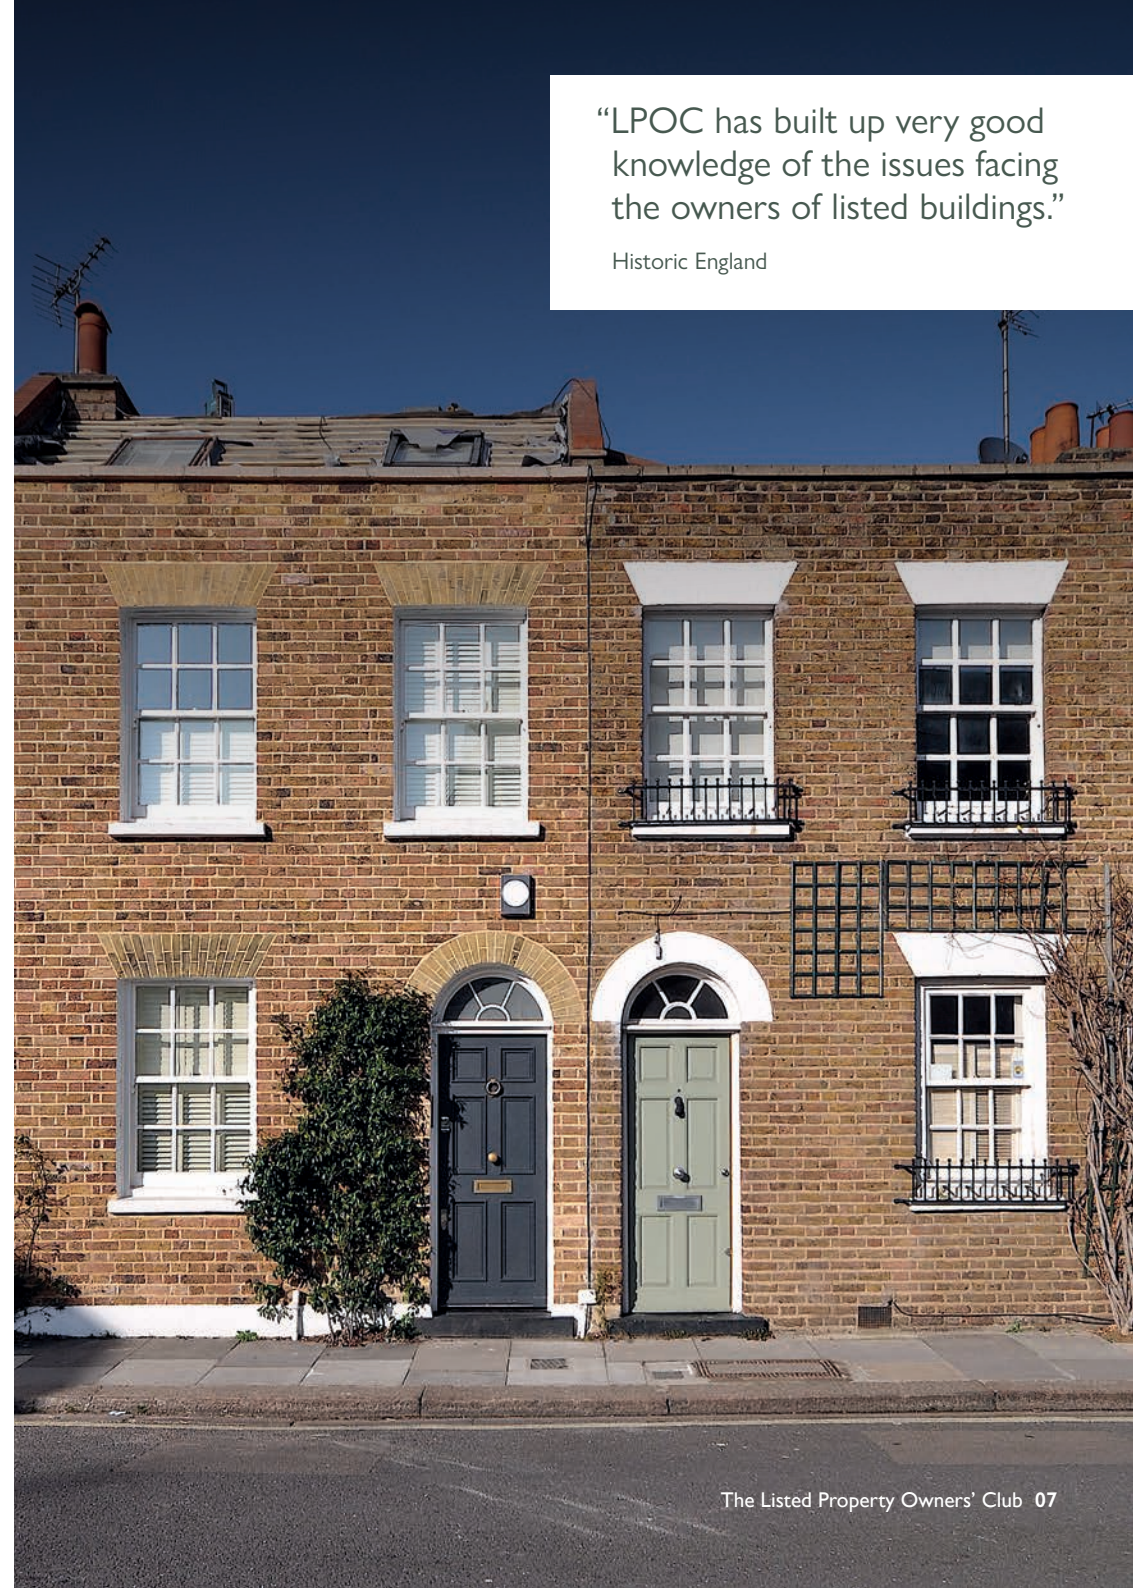 “LPOC has built up very good
knowledge of the issues facing
the owners of listed buildings.”
Historic England
The Listed Property Owners’ Club 07